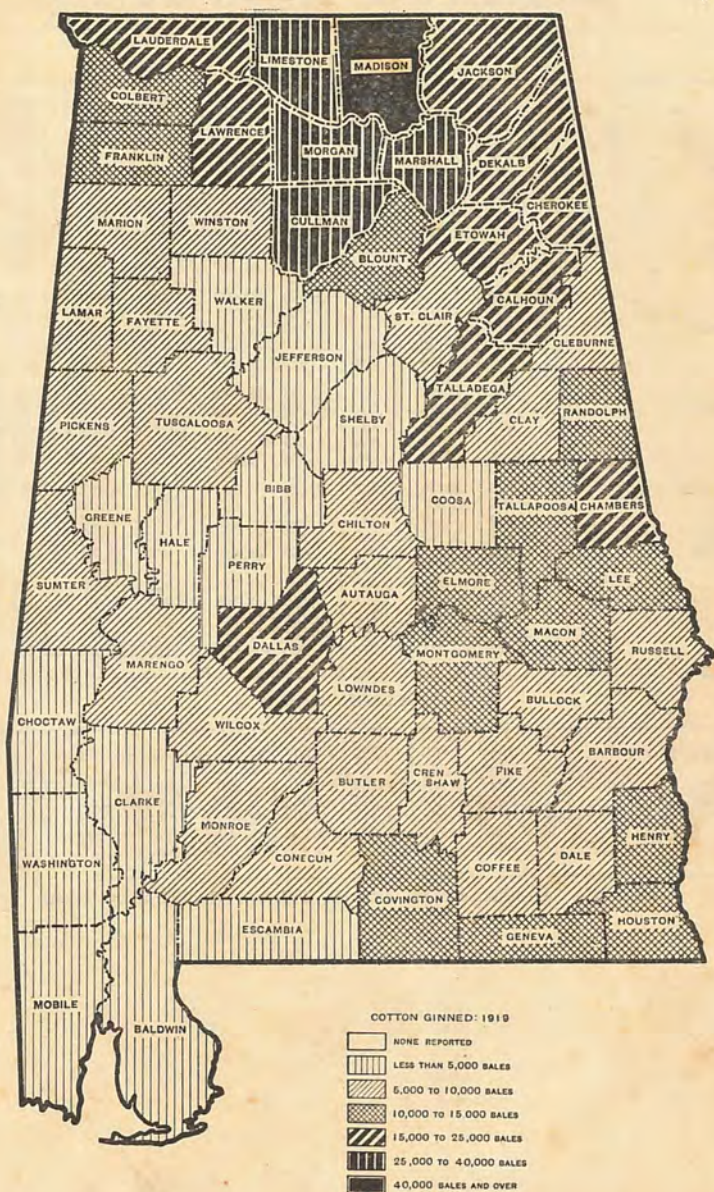 LAUDERDALE
LIMESTONE
MADISON
JACKSON
COLBERT
LAWRENCE
FRANKLIN
MORGAN
MARSHALL
DEKALB
CHEROKEE
MARION
WINSTON
CULLMAN
ETOWAH
BLOUNT
WALKER
CALHOUN
LAMAR
FAYETTE
ST. CLAIR
CLEBURNE
JEFFERSON
TALLADEGA
PICKENS
TUSCALOOSA
SHELBY
CLAY
RANDOLPH
BIBB
COOSA
TALLAPOOSA
CHAMBERS
GREENE
HALE
CHILTON
PERRY
SUMTER
AUTAUGA
ELMORE
LEE
MACON
DALLAS
MONTGOMERY
RUSSELL
MARENGO
LOWNDES
BULLOCK
CHOCTAW
WILCOX
BARBOUR
BUTLER
CREN
SHAW
PIKE
CLARKE
MONROE
HENRY
WASHINGTON
CONECUH
COFFEE
DALE
COVINGTON
ESCAMBIA
GENEVA
HOUSTON
MOBILE
BALDWIN
COTTON GINNED: 1919
NONE REPORTED
LESS THAN 5,000 BALES
5,000 TO 10,000 BALES
10,000 TO 15 000 BALES
15,000 TO 25,000 BALES
25,000 TO 40,000 BALES
40,000 BALES AND OVER